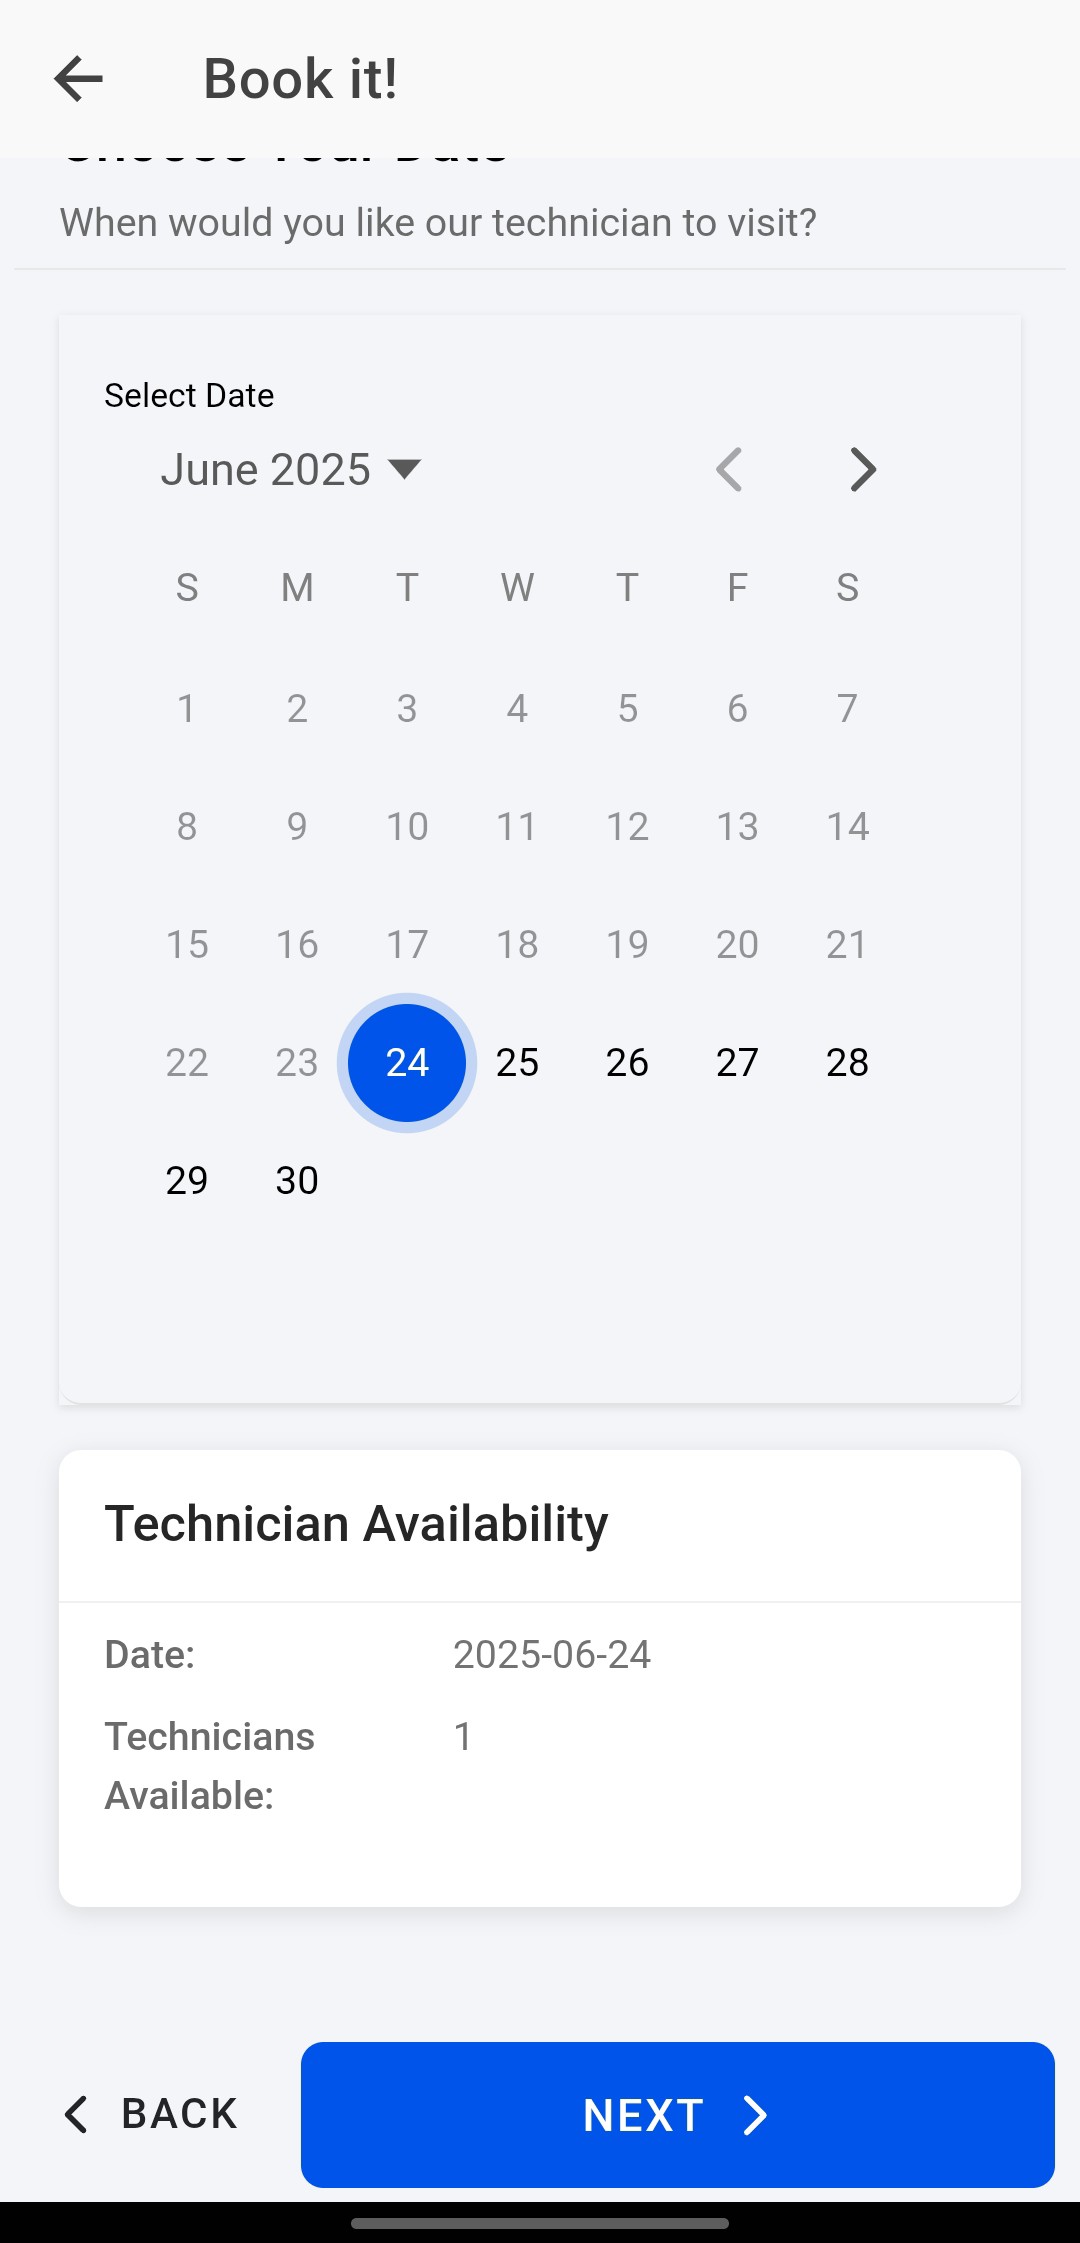 Book it!
When would you like our technician to visit?
Select Date
June 2025
S M T W T F S
1 2 3 4 5 6 7
8 9 10 11 12 13 14
15 16 17 18 19 20 21
22 23 24 25 26 27 28
29 30
Technician Availability
Date: 2025-06-24
Technicians 1
Available:
BACK NEXT